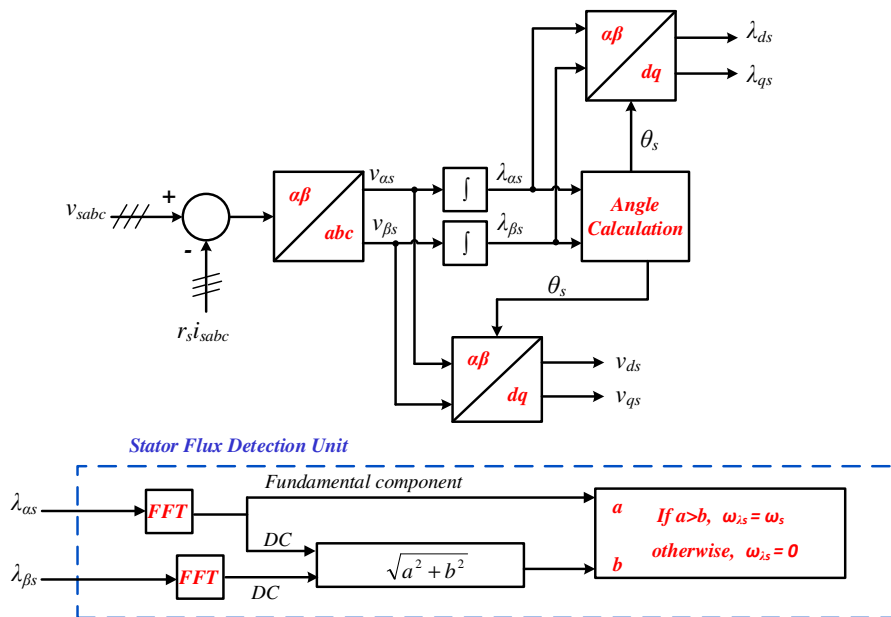 αβ
dq
λds
λqs
θs
vsabc
+
-
rsisabc
αβ
abc
vαs
vβs
∫
∫
λαs
λβs
Angle
Calculation
θs
αβ
dq
vds
vqs
Stator Flux Detection Unit
λαs
FFT
Fundamental component
DC
λβs
FFT
DC
√a²+b²
a
If a>b, ωλs = ωs
otherwise, ωλs = 0
b